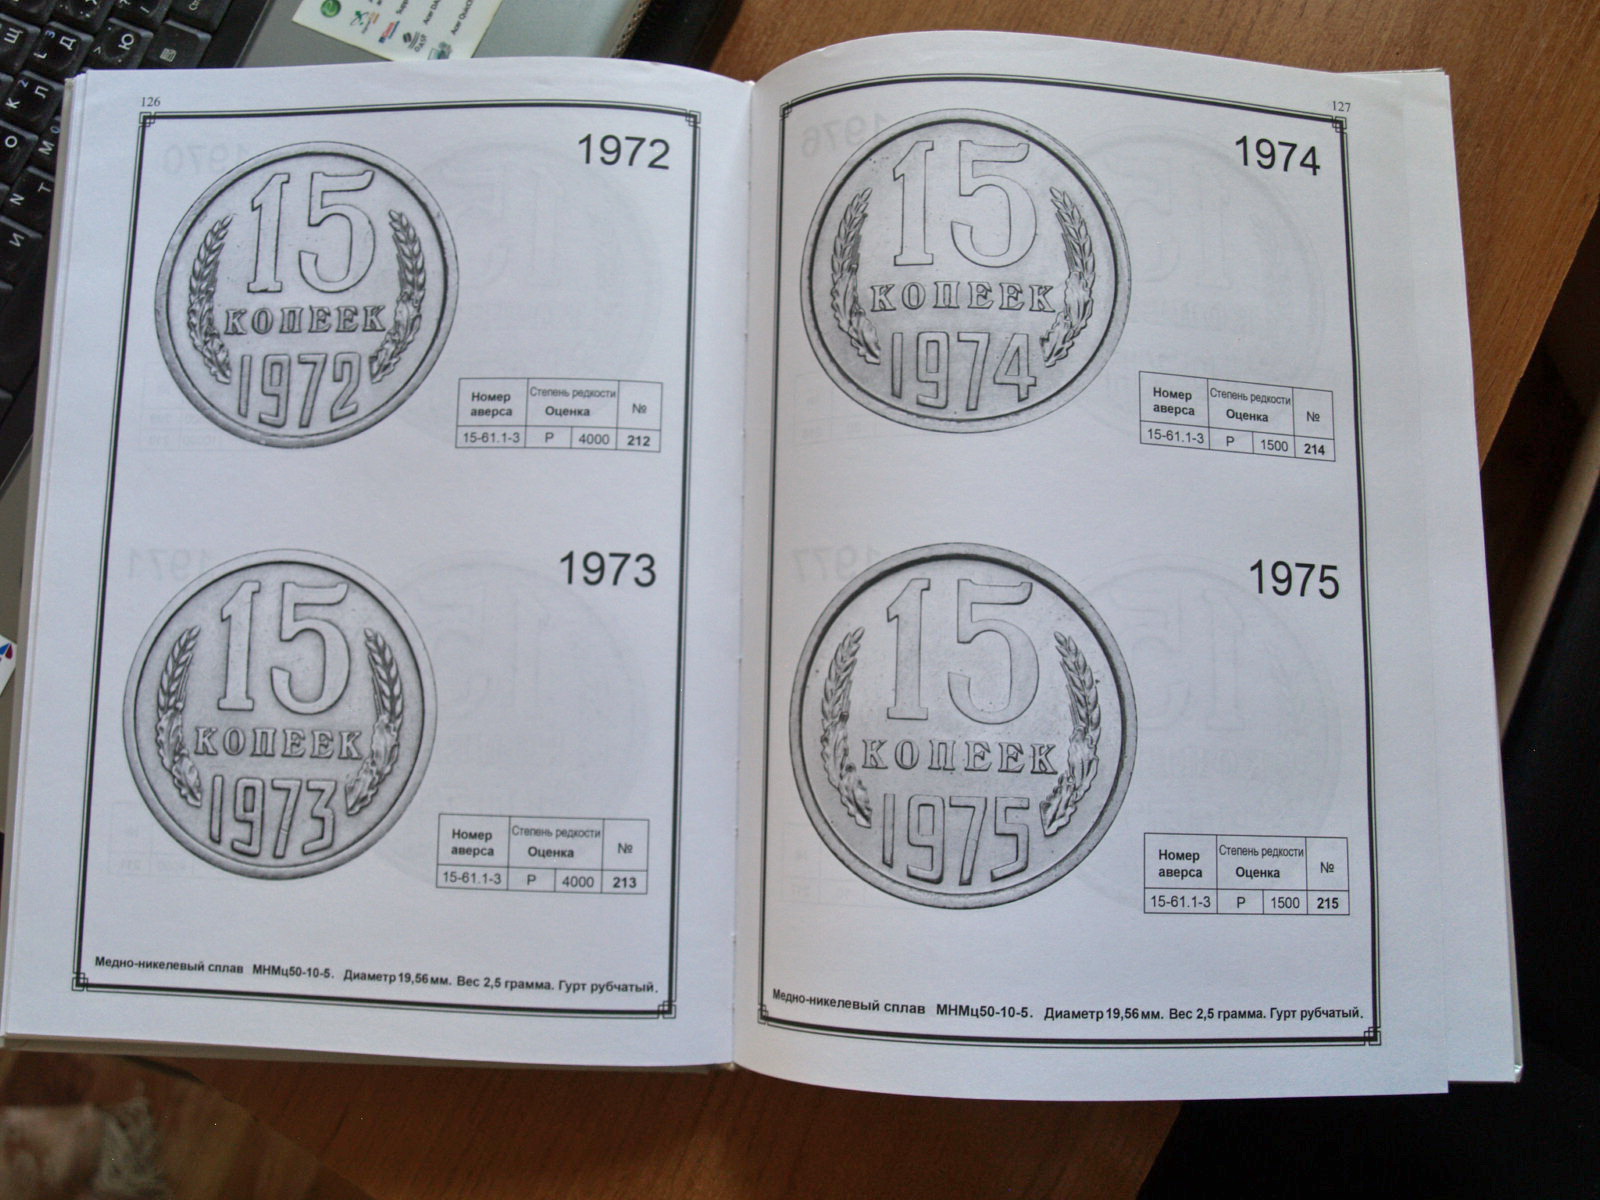 126
1972
15
КОПЕЕК
1972
Номер аверса
Степень редкости
Оценка
№
15-61.1-3
Р
4000
212
1973
15
КОПЕЕК
1973
Номер аверса
Степень редкости
Оценка
№
15-61.1-3
Р
4000
213
Медно-никелевый сплав МНМц50-10-5. Диаметр 19,56 мм. Вес 2,5 грамма. Гурт рубчатый.
127
1974
15
КОПЕЕК
1974
Номер аверса
Степень редкости
Оценка
№
15-61.1-3
Р
1500
214
1975
15
КОПЕЕК
1975
Номер аверса
Степень редкости
Оценка
№
15-61.1-3
Р
1500
215
Медно-никелевый сплав МНМц50-10-5. Диаметр 19,56 мм. Вес 2,5 грамма. Гурт рубчатый.